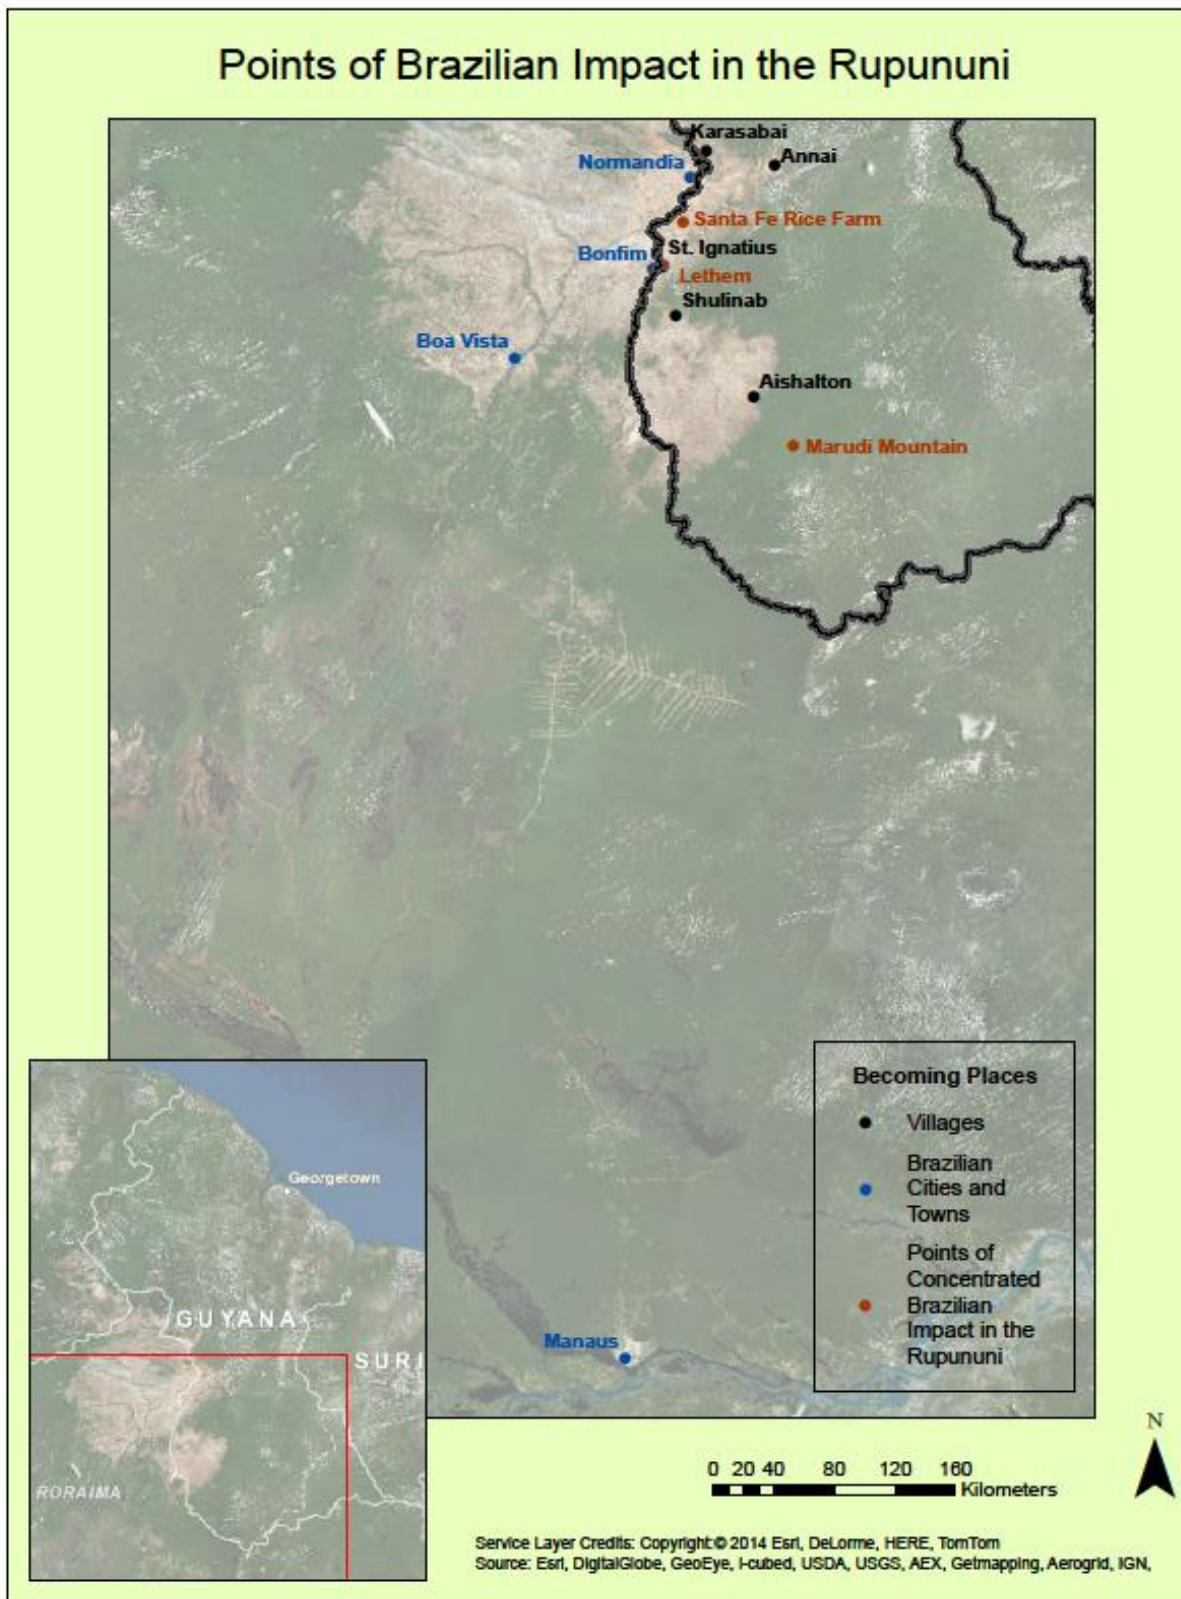 Points of Brazilian Impact in the Rupununi
Karasabai
Annai
Normandia
Santa Fe Rice Farm
St. Ignatius
Bonfim
Lethem
Shulinab
Boa Vista
Aishalton
Marudi Mountain
Manaus
Becoming Places
Villages
Brazilian
Cities and
Towns
Points of
Concentrated
Brazilian
Impact in the
Rupununi
Georgetown
GUYANA
SURI
RORAIMA
N
0 20 40 80 120 160
Kilometers
Service Layer Credits: Copyright:© 2014 Esri, DeLorme, HERE, TomTom
Source: Esri, DigitalGlobe, GeoEye, i-cubed, USDA, USGS, AEX, Getmapping, Aerogrid, IGN,